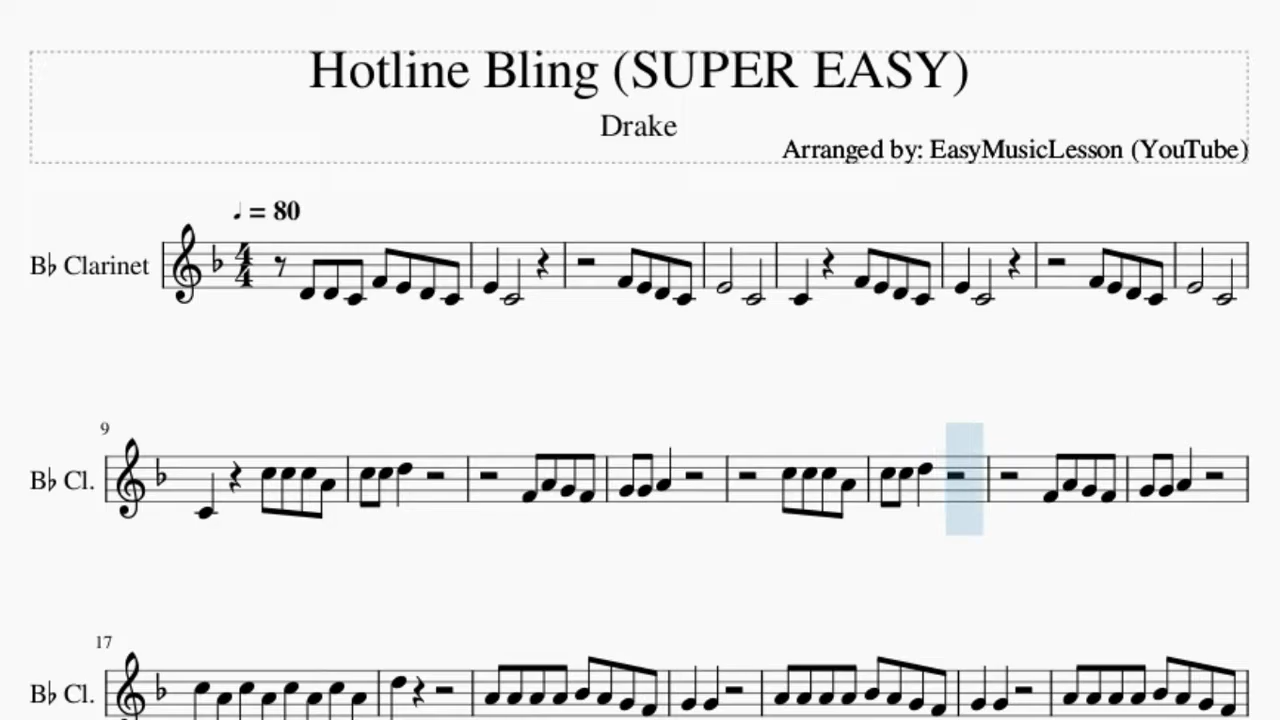 Hotline Bling (SUPER EASY)
Drake
Arranged by: EasyMusicLesson (YouTube)
♩ = 80
B♭ Clarinet
4/4
9
B♭ Cl.
17
B♭ Cl.